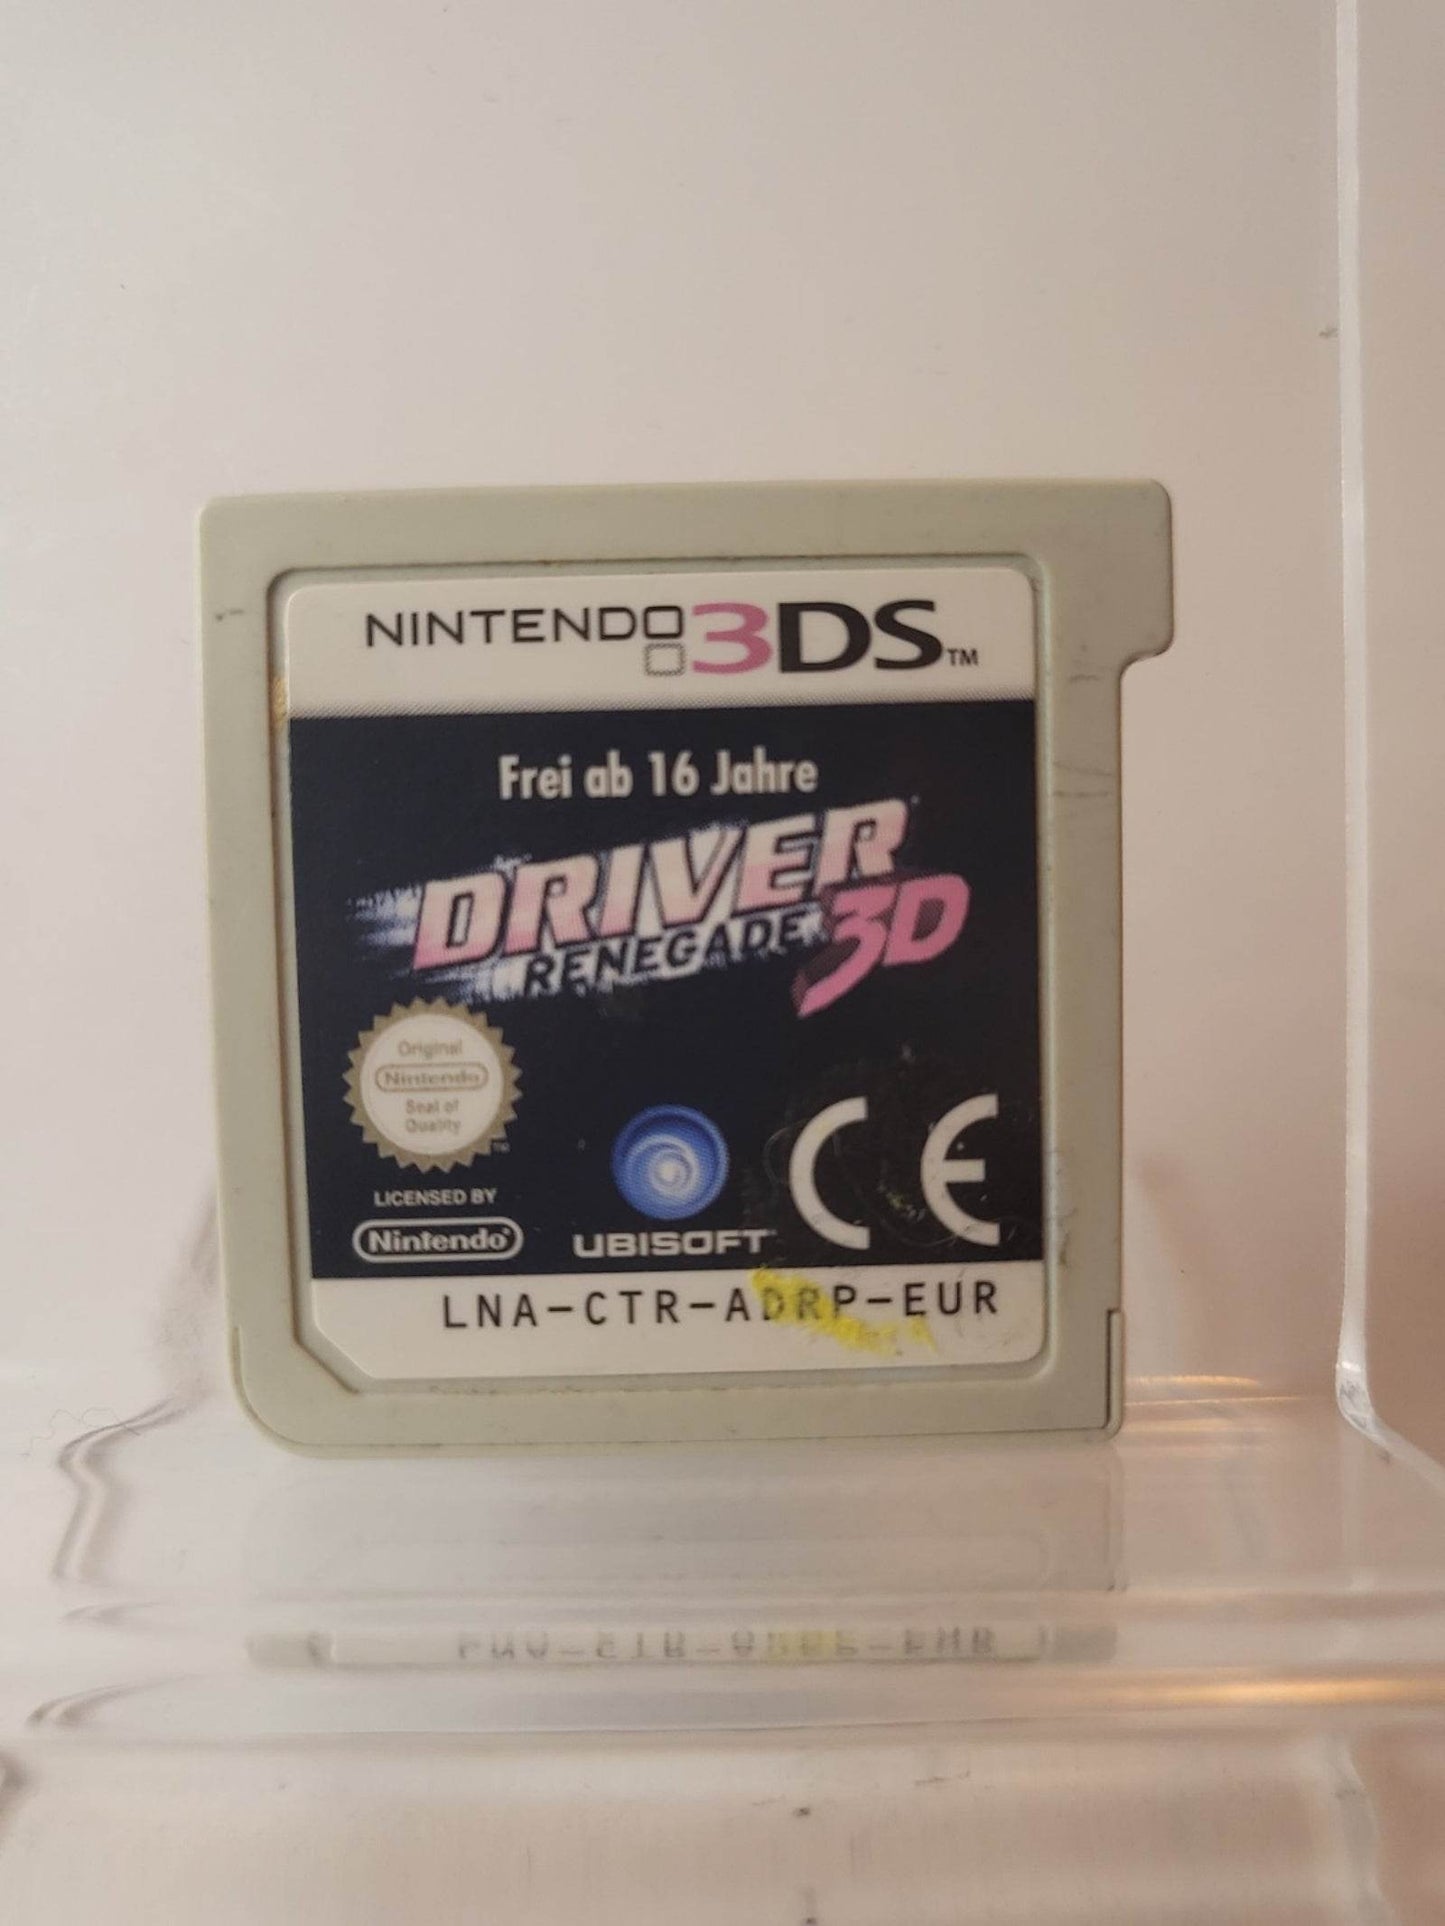 NINTENDO 3DS™
Frei ab 16 Jahre
DRIVER
RENEGADE 3D
Original
Nintendo
Seal of
Quality
™
LICENSED BY
Nintendo®
UBISOFT
CE
LNA-CTR-ADRP-EUR